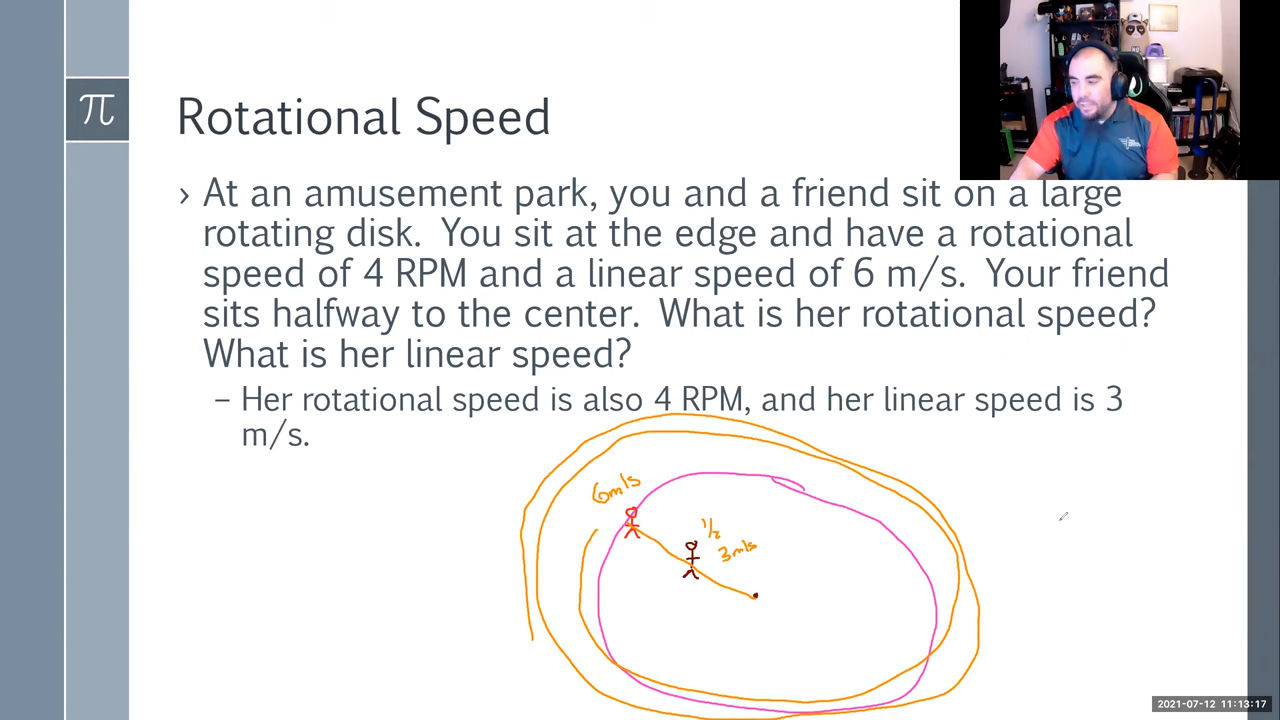 π
Rotational Speed
› At an amusement park, you and a friend sit on a large
rotating disk. You sit at the edge and have a rotational
speed of 4 RPM and a linear speed of 6 m/s. Your friend
sits halfway to the center. What is her rotational speed?
What is her linear speed?
– Her rotational speed is also 4 RPM, and her linear speed is 3
m/s.
6m/s
1/2
3m/s
2021-07-12 11:13:17